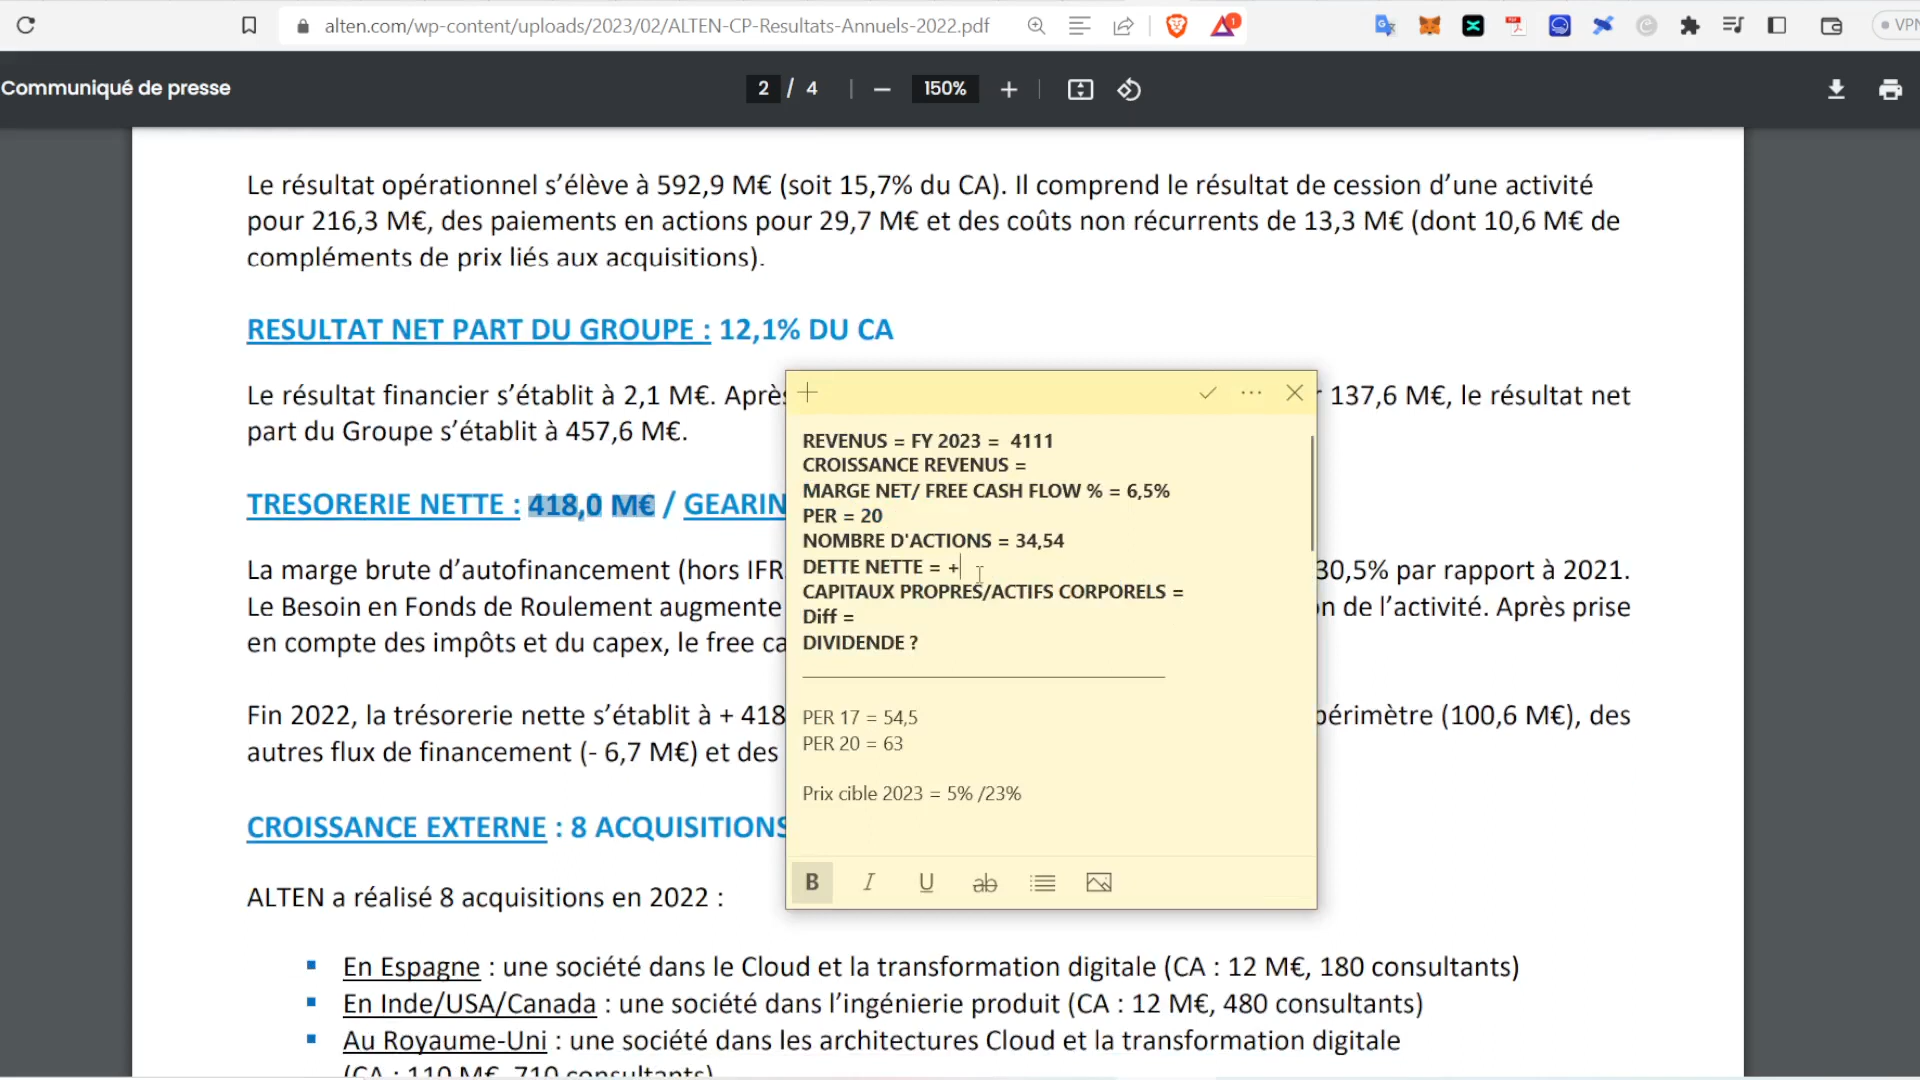 alten.com/wp-content/uploads/2023/02/ALTEN-CP-Resultats-Annuels-2022.pdf
1
VPN
Communiqué de presse
2 / 4
150%
Le résultat opérationnel s’élève à 592,9 M€ (soit 15,7% du CA). Il comprend le résultat de cession d’une activité
pour 216,3 M€, des paiements en actions pour 29,7 M€ et des coûts non récurrents de 13,3 M€ (dont 10,6 M€ de
compléments de prix liés aux acquisitions).
RESULTAT NET PART DU GROUPE : 12,1% DU CA
Le résultat financier s’établit à 2,1 M€. Après 137,6 M€, le résultat net
part du Groupe s’établit à 457,6 M€.
TRESORERIE NETTE : 418,0 M€ / GEARIN
La marge brute d’autofinancement (hors IFR 30,5% par rapport à 2021.
Le Besoin en Fonds de Roulement augmente n de l’activité. Après prise
en compte des impôts et du capex, le free ca
Fin 2022, la trésorerie nette s’établit à + 418 périmètre (100,6 M€), des
autres flux de financement (- 6,7 M€) et des
CROISSANCE EXTERNE : 8 ACQUISITIONS
ALTEN a réalisé 8 acquisitions en 2022 :
▪ En Espagne : une société dans le Cloud et la transformation digitale (CA : 12 M€, 180 consultants)
▪ En Inde/USA/Canada : une société dans l’ingénierie produit (CA : 12 M€, 480 consultants)
▪ Au Royaume-Uni : une société dans les architectures Cloud et la transformation digitale
(CA : 110 M€, 710 consultants)
REVENUS = FY 2023 = 4111
CROISSANCE REVENUS =
MARGE NET/ FREE CASH FLOW % = 6,5%
PER = 20
NOMBRE D'ACTIONS = 34,54
DETTE NETTE = +
CAPITAUX PROPRES/ACTIFS CORPORELS =
Diff =
DIVIDENDE ?
PER 17 = 54,5
PER 20 = 63
Prix cible 2023 = 5% /23%
B I U ab